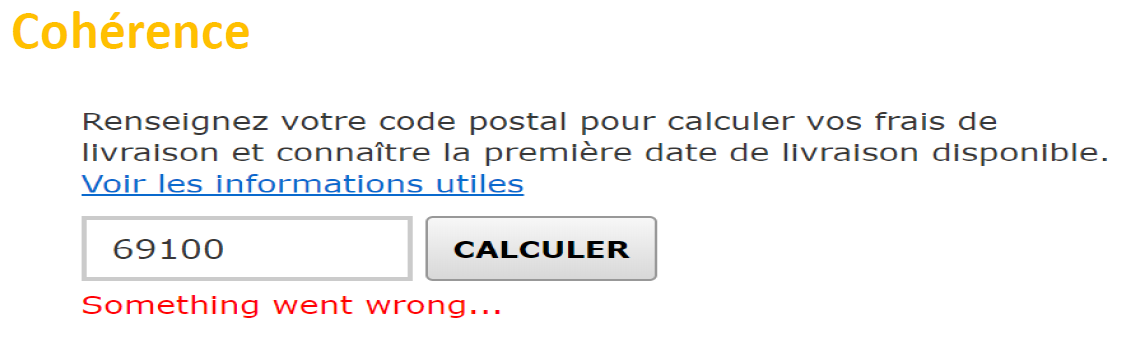 Cohérence
Renseignez votre code postal pour calculer vos frais de
livraison et connaître la première date de livraison disponible.
Voir les informations utiles
69100 CALCULER
Something went wrong...